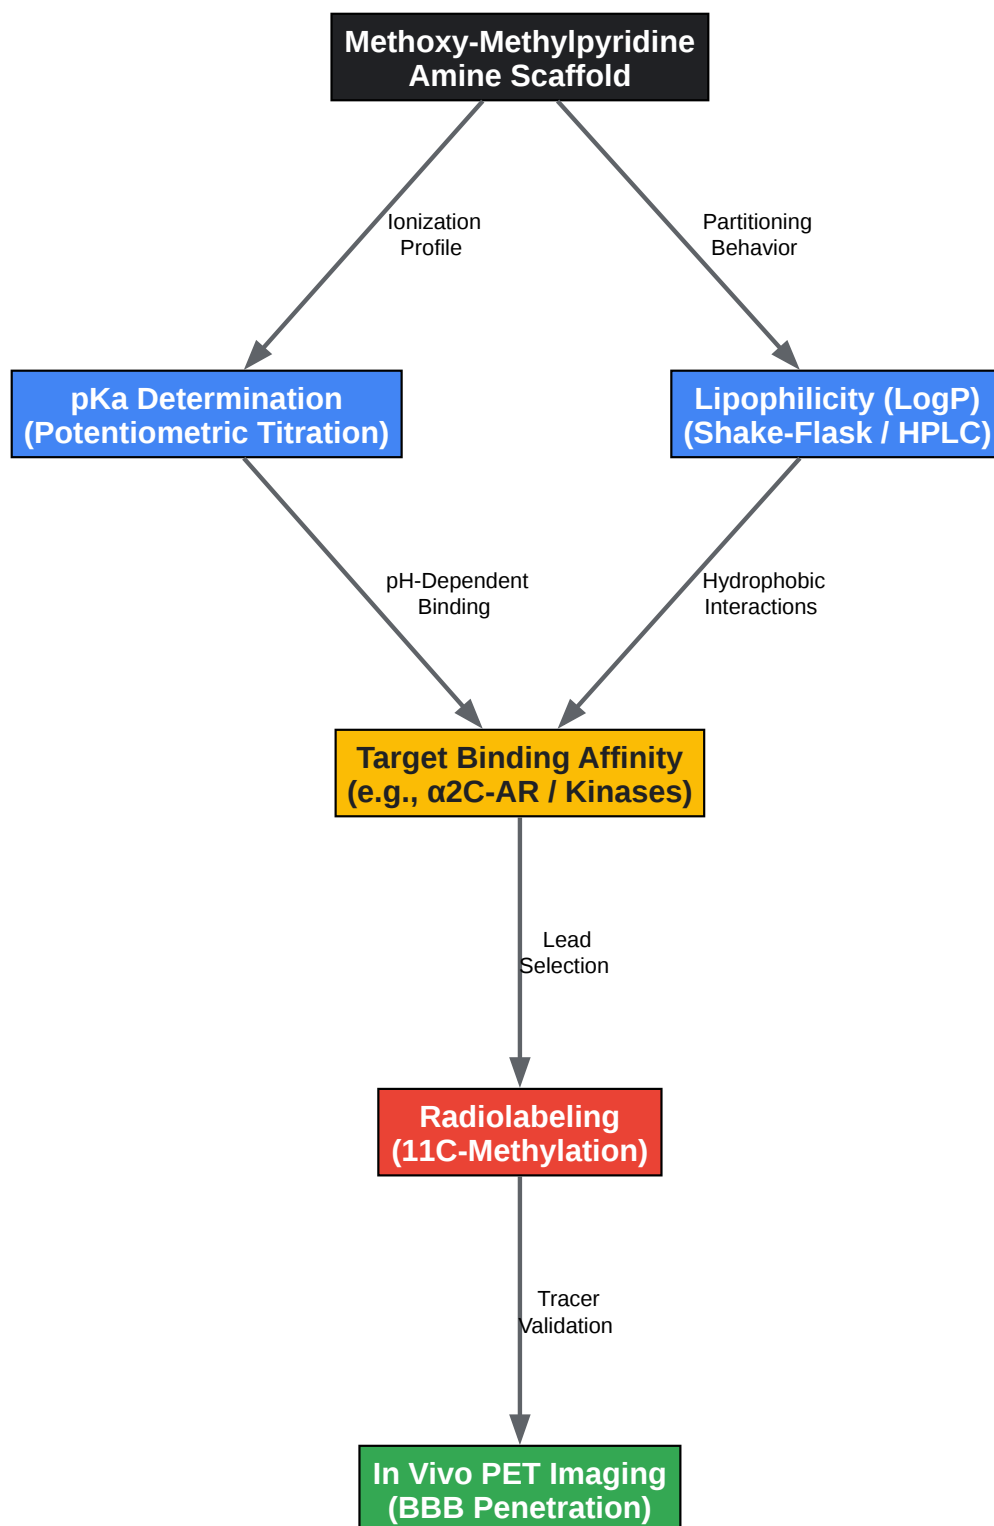 Methoxy-Methylpyridine
Amine Scaffold
Ionization
Profile
Partitioning
Behavior
pKa Determination
(Potentiometric Titration)
Lipophilicity (LogP)
(Shake-Flask / HPLC)
pH-Dependent
Binding
Hydrophobic
Interactions
Target Binding Affinity
(e.g., α2C-AR / Kinases)
Lead
Selection
Radiolabeling
(11C-Methylation)
Tracer
Validation
In Vivo PET Imaging
(BBB Penetration)